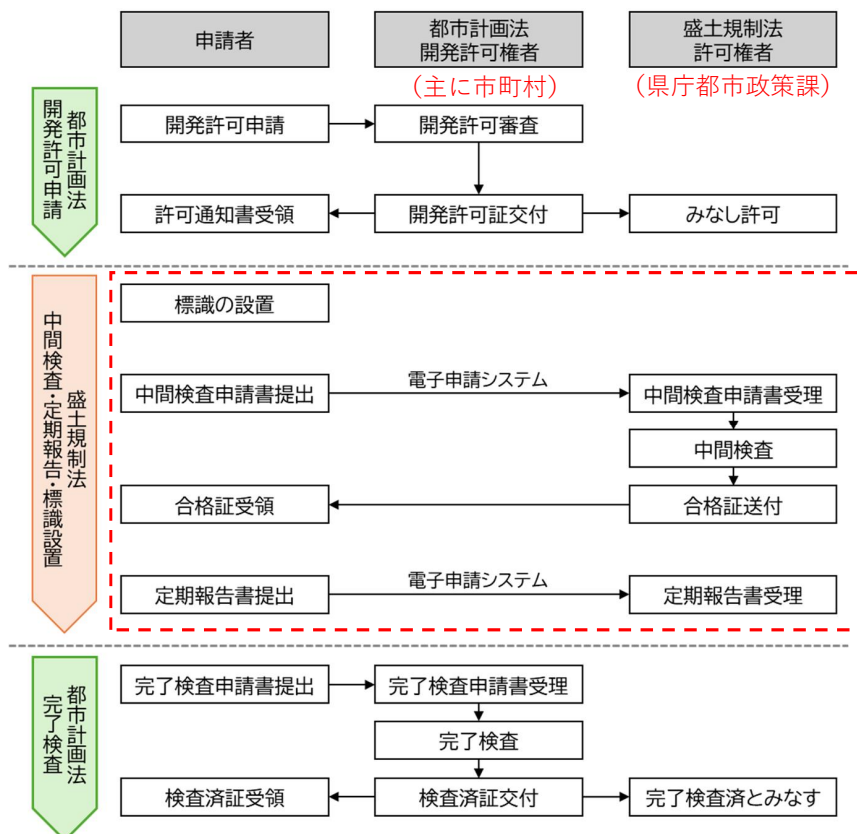 申請者
都市計画法
開発許可権者
盛土規制法
許可権者
（主に市町村）
（県庁都市政策課）
都市計画法
開発許可申請
開発許可申請
開発許可審査
許可通知書受領
開発許可証交付
みなし許可
盛土規制法
中間検査・定期報告・標識設置
標識の設置
中間検査申請書提出
電子申請システム
中間検査申請書受理
中間検査
合格証受領
合格証送付
定期報告書提出
電子申請システム
定期報告書受理
都市計画法
完了検査
完了検査申請書提出
完了検査申請書受理
完了検査
検査済証受領
検査済証交付
完了検査済とみなす